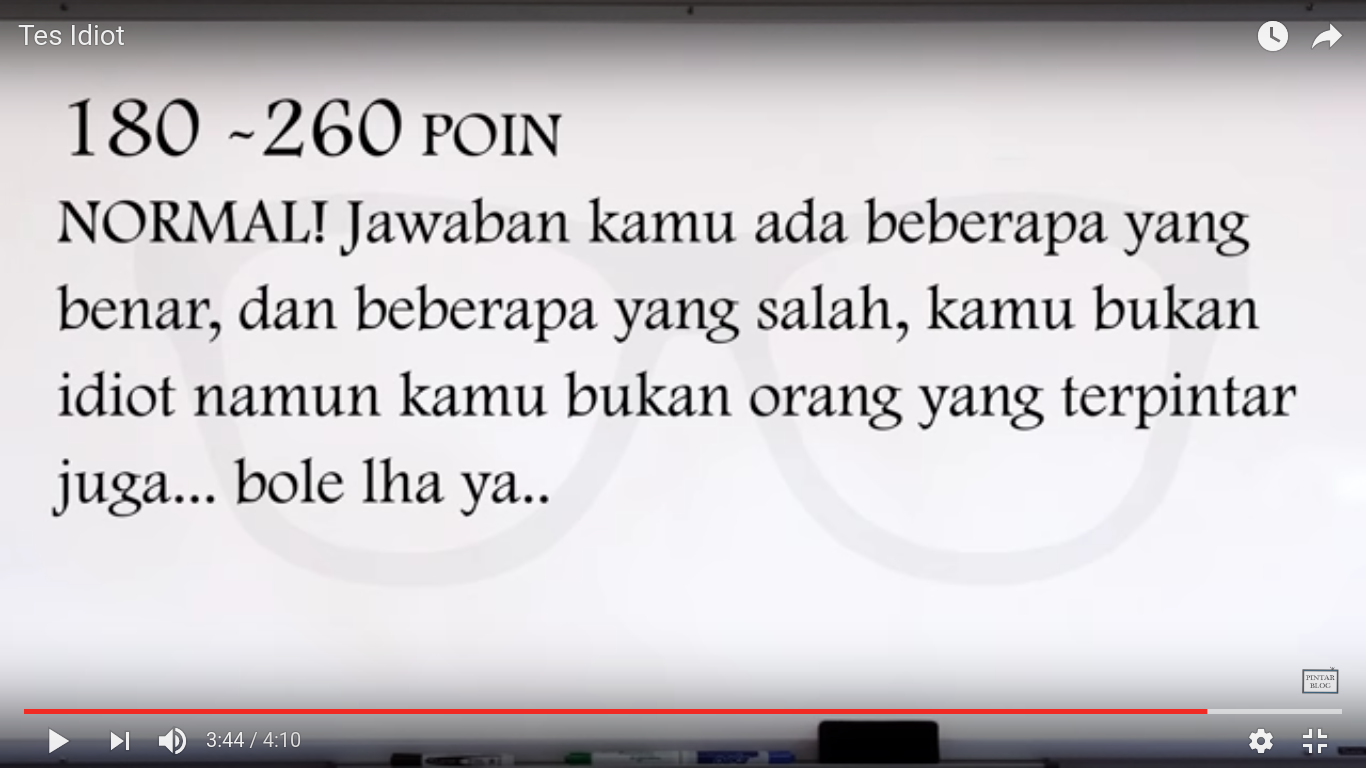 Tes Idiot
180 ~260 POIN
NORMAL! Jawaban kamu ada beberapa yang
benar, dan beberapa yang salah, kamu bukan
idiot namun kamu bukan orang yang terpintar
juga... bole lha ya..
PINTAR
BLOG
3:44 / 4:10